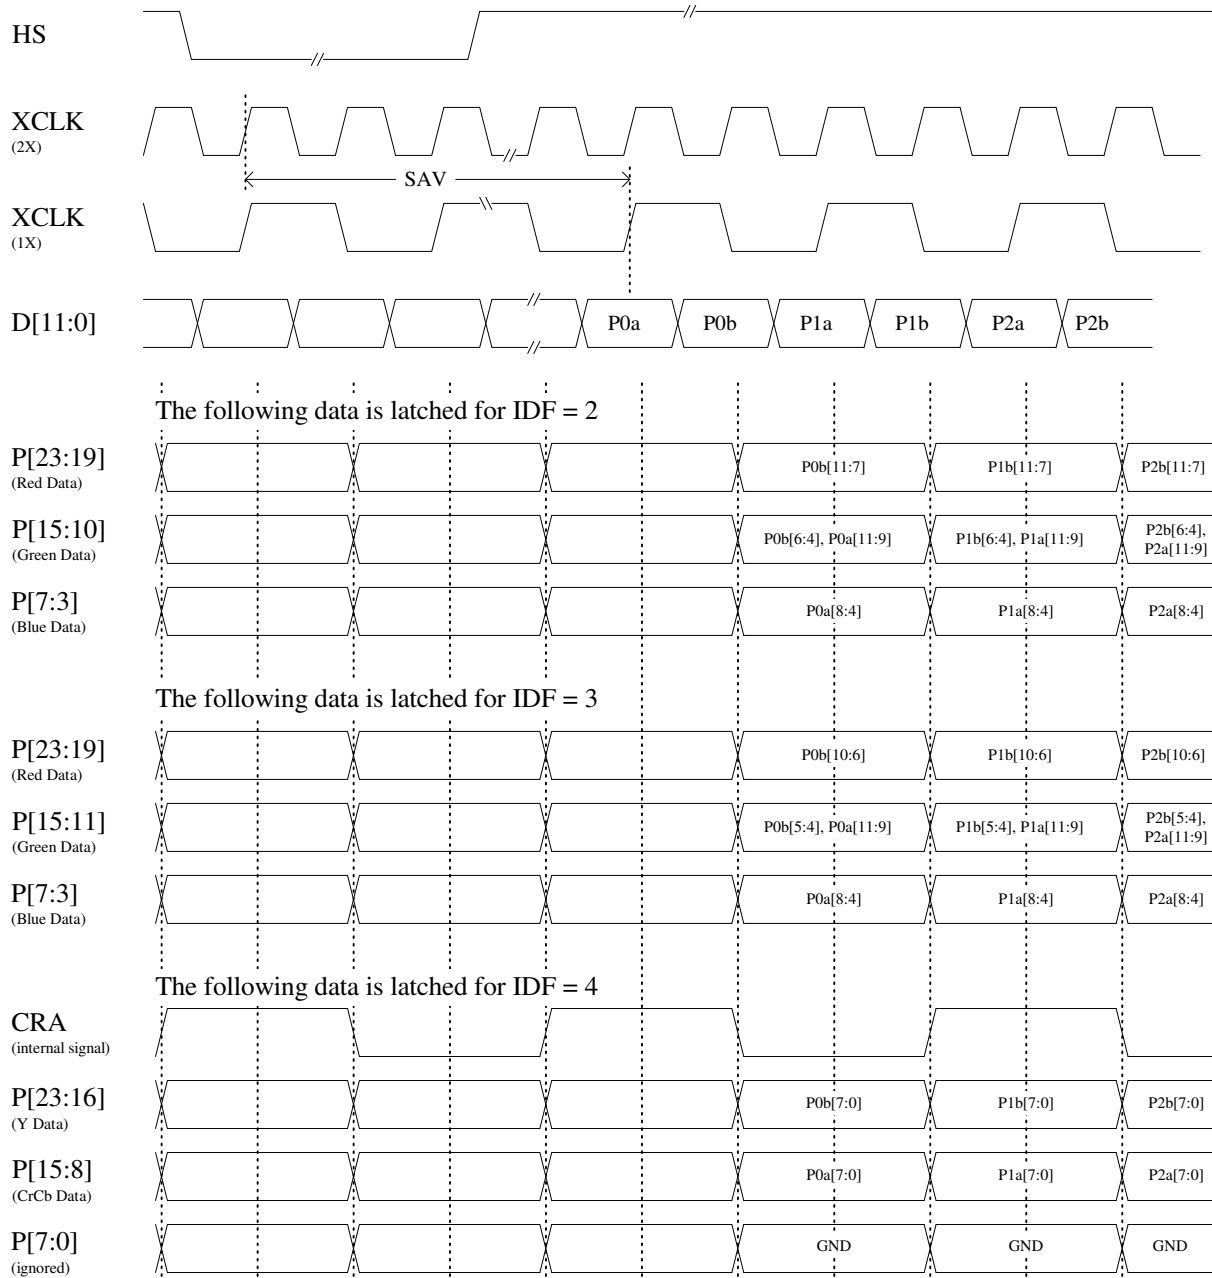 HS
XCLK
(2X)
SAV
XCLK
(1X)
D[11:0] P0a P0b P1a P1b P2a P2b
The following data is latched for IDF = 2
P[23:19]
(Red Data)
P0b[11:7] P1b[11:7] P2b[11:7]
P[15:10]
(Green Data)
P0b[6:4], P0a[11:9] P1b[6:4], P1a[11:9] P2b[6:4],
P2a[11:9]
P[7:3]
(Blue Data)
P0a[8:4] P1a[8:4] P2a[8:4]
The following data is latched for IDF = 3
P[23:19]
(Red Data)
P0b[10:6] P1b[10:6] P2b[10:6]
P[15:11]
(Green Data)
P0b[5:4], P0a[11:9] P1b[5:4], P1a[11:9] P2b[5:4],
P2a[11:9]
P[7:3]
(Blue Data)
P0a[8:4] P1a[8:4] P2a[8:4]
The following data is latched for IDF = 4
CRA
(internal signal)
P[23:16]
(Y Data)
P0b[7:0] P1b[7:0] P2b[7:0]
P[15:8]
(CrCb Data)
P0a[7:0] P1a[7:0] P2a[7:0]
P[7:0]
(ignored)
GND GND GND